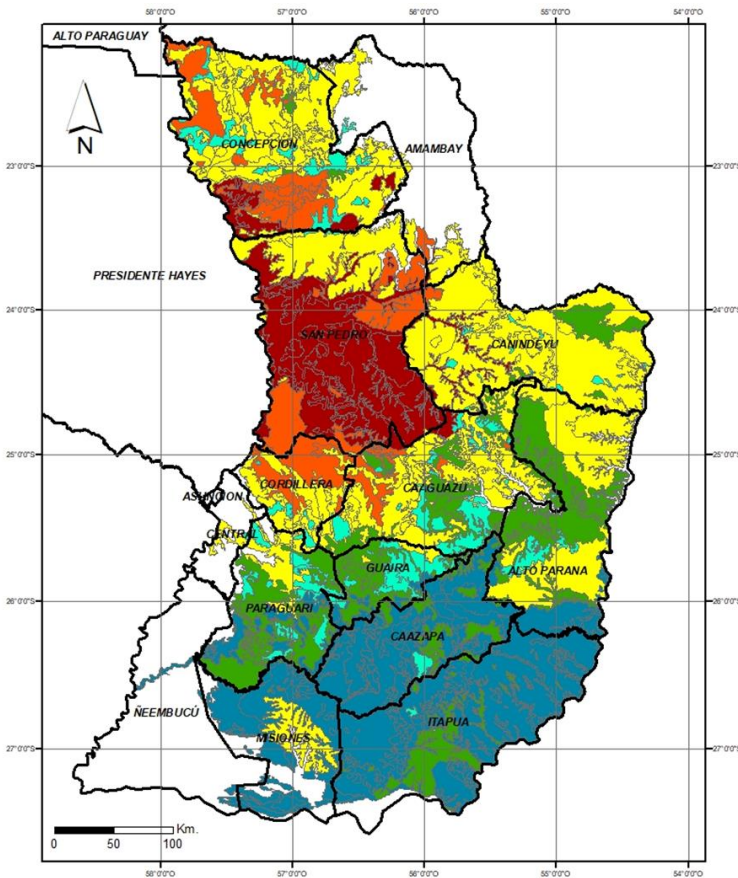 58°0'0"S 57°0'0"S 56°0'0"S 55°0'0"S 54°0'0"S
ALTO PARAGUAY
N
CONCEPCION
AMAMBAY
23°0'0"S 23°0'0"S
PRESIDENTE HAYES
24°0'0"S 24°0'0"S
SAN PEDRO
CANINDEYU
25°0'0"S 25°0'0"S
CORDILLERA
CAAGUAZU
ASUNCION
CENTRAL
GUAIRA
ALTO PARANA
26°0'0"S 26°0'0"S
PARAGUARI
CAAZAPA
ÑEEMBUCÚ
ITAPUA
MISIONES
27°0'0"S 27°0'0"S
Km.
0 50 100
58°0'0"S 57°0'0"S 56°0'0"S 55°0'0"S 54°0'0"S